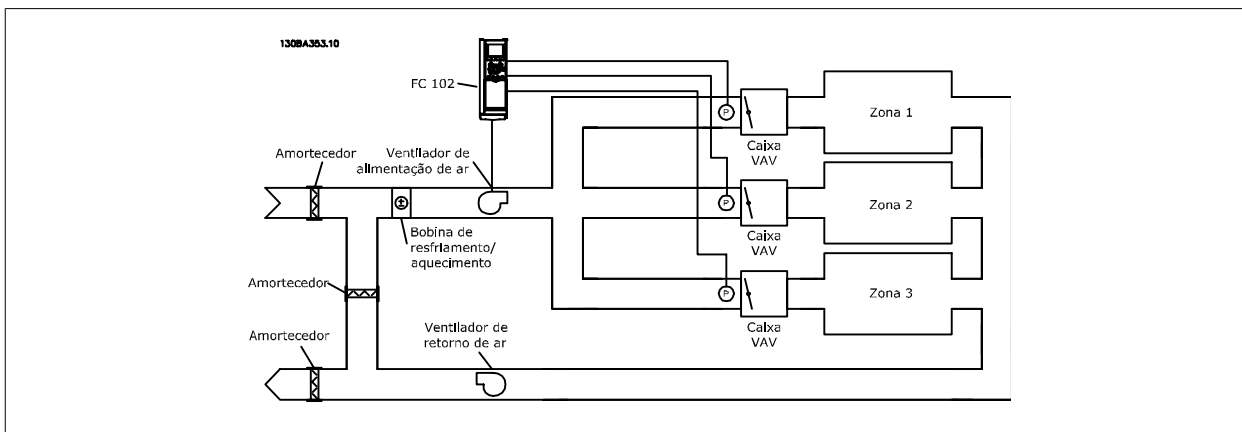 130BA353.10
FC 102
Amortecedor
Ventilador de
alimentação de ar
Bobina de
resfriamento/
aquecimento
Amortecedor
Amortecedor
Ventilador de
retorno de ar
P
Caixa
VAV
Zona 1
P
Caixa
VAV
Zona 2
P
Caixa
VAV
Zona 3